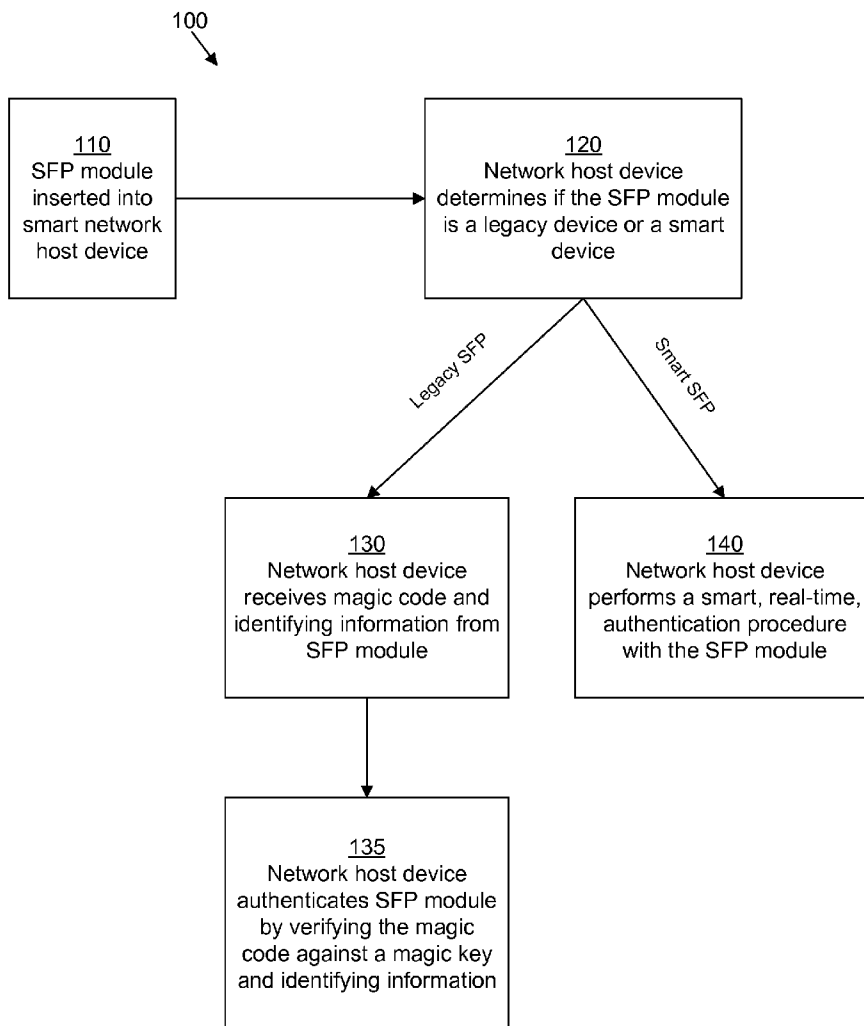 100
110
SFP module
inserted into
smart network
host device
120
Network host device
determines if the SFP module
is a legacy device or a smart
device
Legacy SFP
Smart SFP
130
Network host device
receives magic code and
identifying information from
SFP module
140
Network host device
performs a smart, real-time,
authentication procedure
with the SFP module
135
Network host device
authenticates SFP module
by verifying the magic
code against a magic key
and identifying information